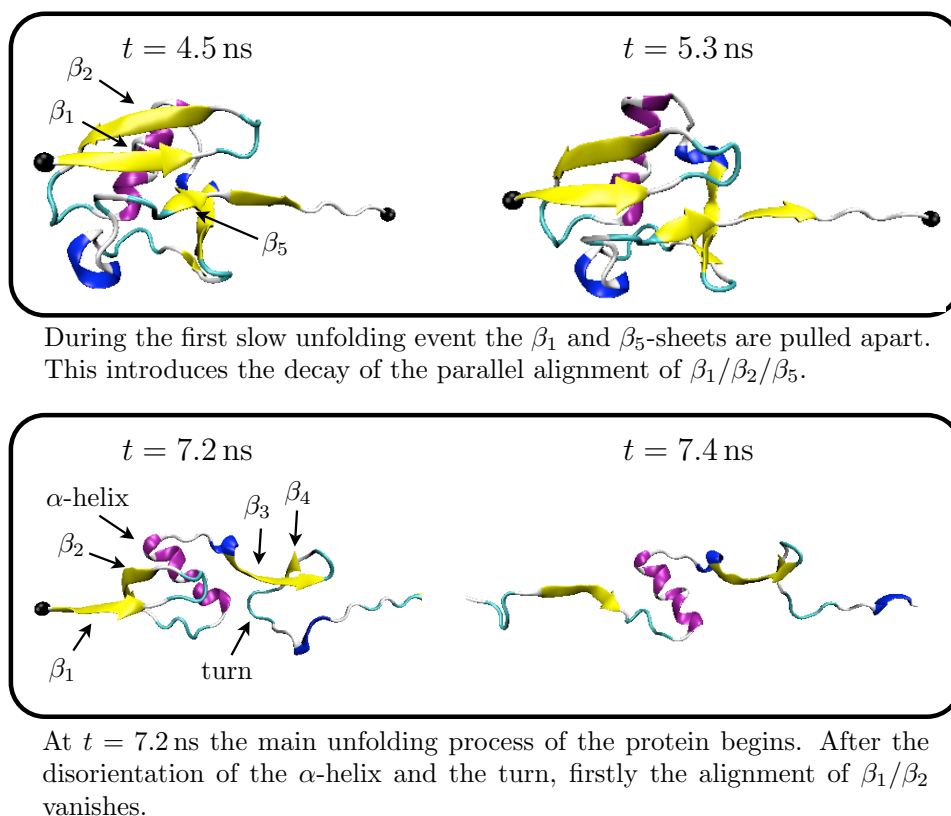 t = 4.5 ns
t = 5.3 ns
β₂
β₁
β₅
During the first slow unfolding event the β₁ and β₅-sheets are pulled apart.
This introduces the decay of the parallel alignment of β₁/β₂/β₅.
t = 7.2 ns
t = 7.4 ns
α-helix
β₃
β₄
β₂
β₁
turn
At t = 7.2 ns the main unfolding process of the protein begins. After the
disorientation of the α-helix and the turn, firstly the alignment of β₁/β₂
vanishes.